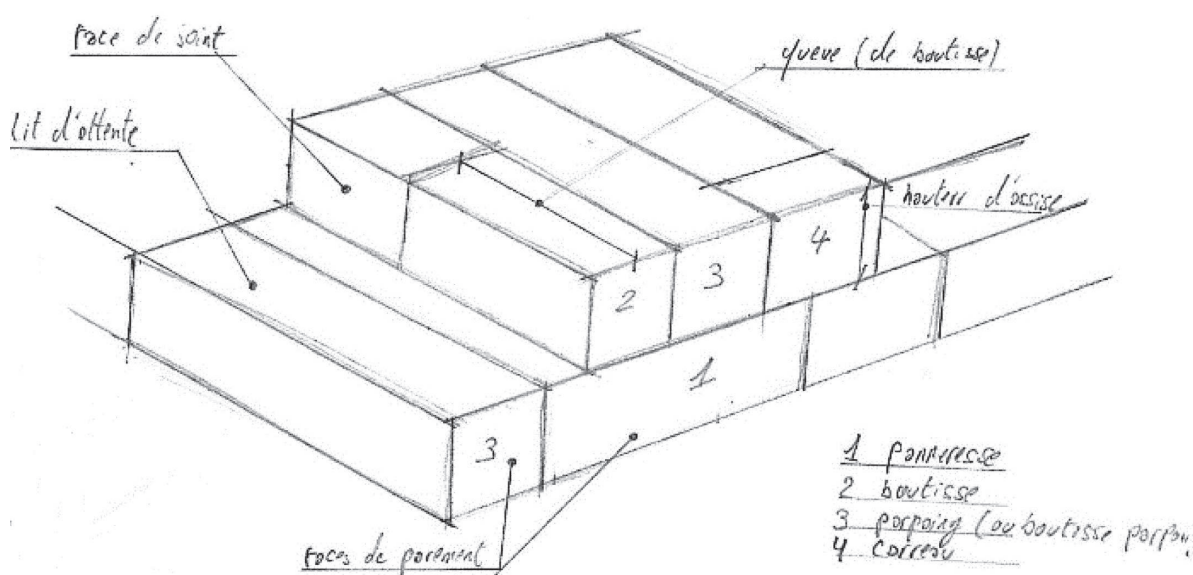 face de joint
queue (de boutisse)
lit d'attente
hauteur d'assise
4
3
2
1
3
1 panneresse
2 boutisse
3 parpaing (ou boutisse parpai
4 carreau
faces de parement